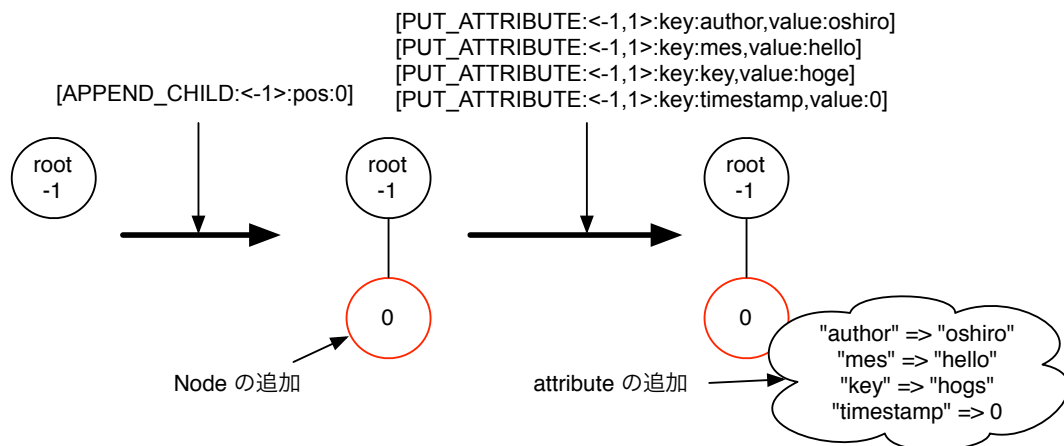 [PUT_ATTRIBUTE:<-1,1>:key:author,value:oshiro]
[PUT_ATTRIBUTE:<-1,1>:key:mes,value:hello]
[PUT_ATTRIBUTE:<-1,1>:key:key,value:hoge]
[PUT_ATTRIBUTE:<-1,1>:key:timestamp,value:0]
[APPEND_CHILD:<-1>:pos:0]
root
-1
root
-1
root
-1
0
0
Node の追加
attribute の追加
"author" => "oshiro"
"mes" => "hello"
"key" => "hogs"
"timestamp" => 0